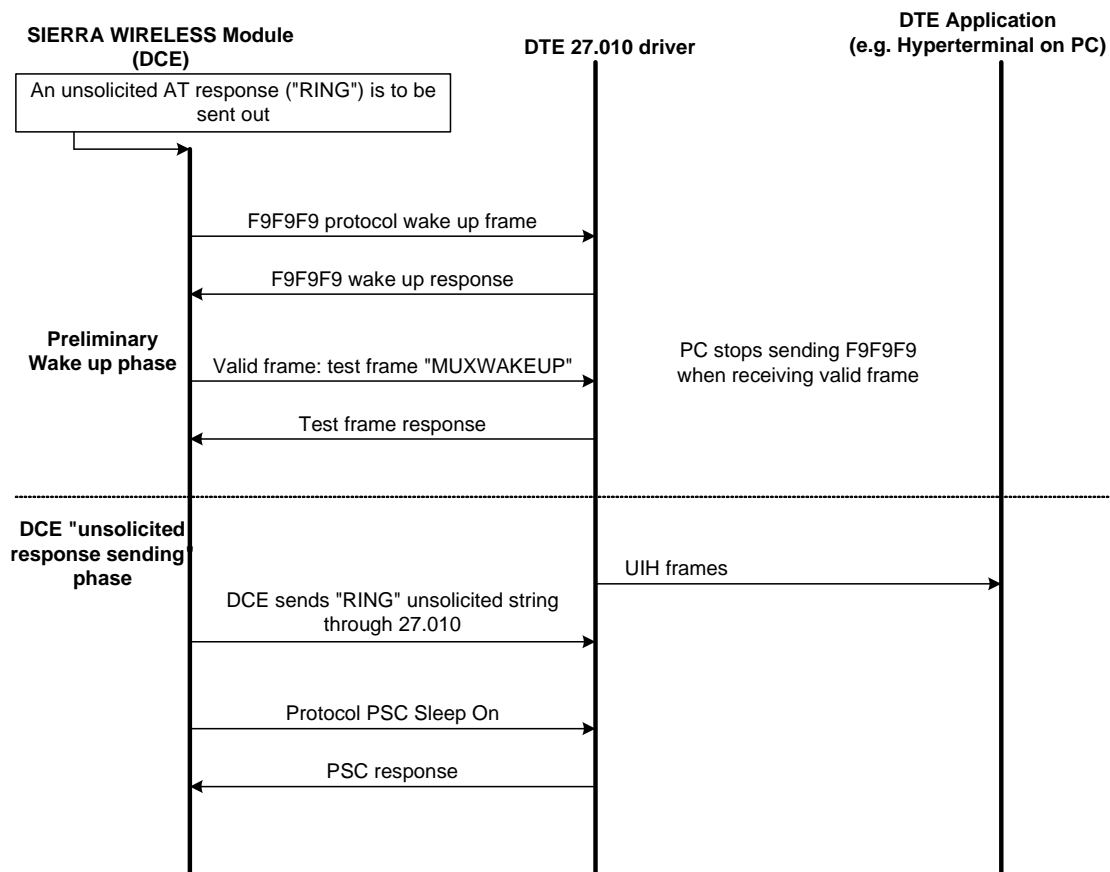 SIERRA WIRELESS Module
(DCE)
DTE 27.010 driver
DTE Application
(e.g. Hyperterminal on PC)
An unsolicited AT response ("RING") is to be
sent out
F9F9F9 protocol wake up frame
F9F9F9 wake up response
Preliminary
Wake up phase
Valid frame: test frame "MUXWAKEUP"
PC stops sending F9F9F9
when receiving valid frame
Test frame response
DCE "unsolicited
response sending
phase
UIH frames
DCE sends "RING" unsolicited string
through 27.010
Protocol PSC Sleep On
PSC response